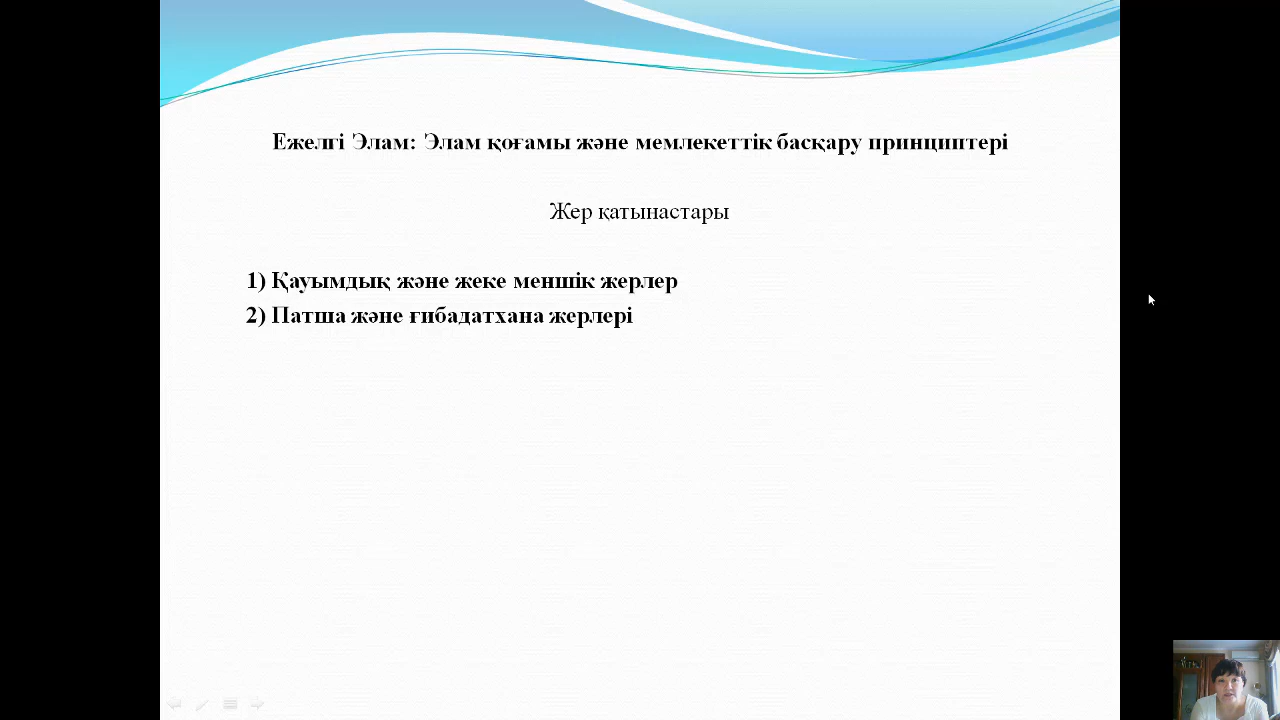 Ежелгі Элам: Элам қоғамы және мемлекеттік басқару принциптері
Жер қатынастары
1) Қауымдық және жеке меншік жерлер
2) Патша және ғибадатхана жерлері